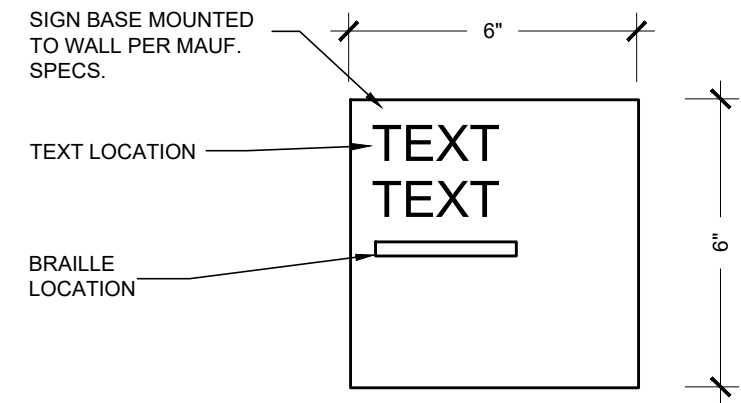 SIGN BASE MOUNTED
TO WALL PER MAUF.
SPECS.
6"
TEXT LOCATION
TEXT
TEXT
BRAILLE
LOCATION
6"